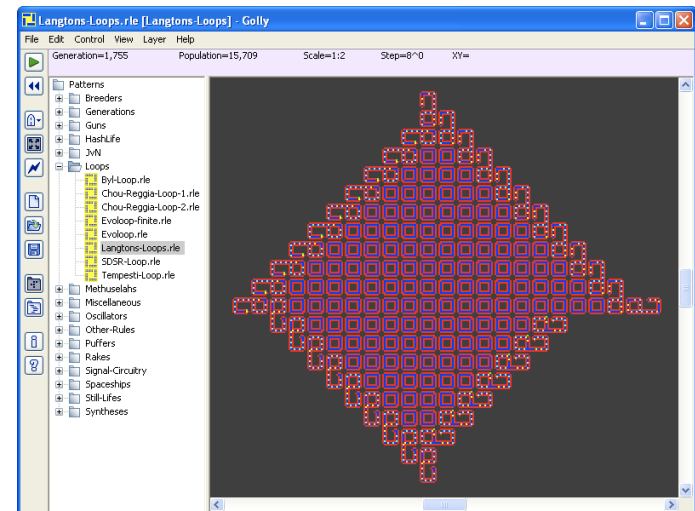 Langtons-Loops.rle [Langtons-Loops] - Golly
File Edit Control View Layer Help
Generation=1,755 Population=15,709 Scale=1:2 Step=8^0 XY=
Patterns
Breeders
Generations
Guns
HashLife
JvN
Loops
Byl-Loop.rle
Chou-Reggia-Loop-1.rle
Chou-Reggia-Loop-2.rle
Evoloop-finite.rle
Evoloop.rle
Langtons-Loops.rle
SDSR-Loop.rle
Tempesti-Loop.rle
Methuselahs
Miscellaneous
Oscillators
Other-Rules
Puffers
Rakes
Signal-Circuitry
Spaceships
Still-Lifes
Syntheses